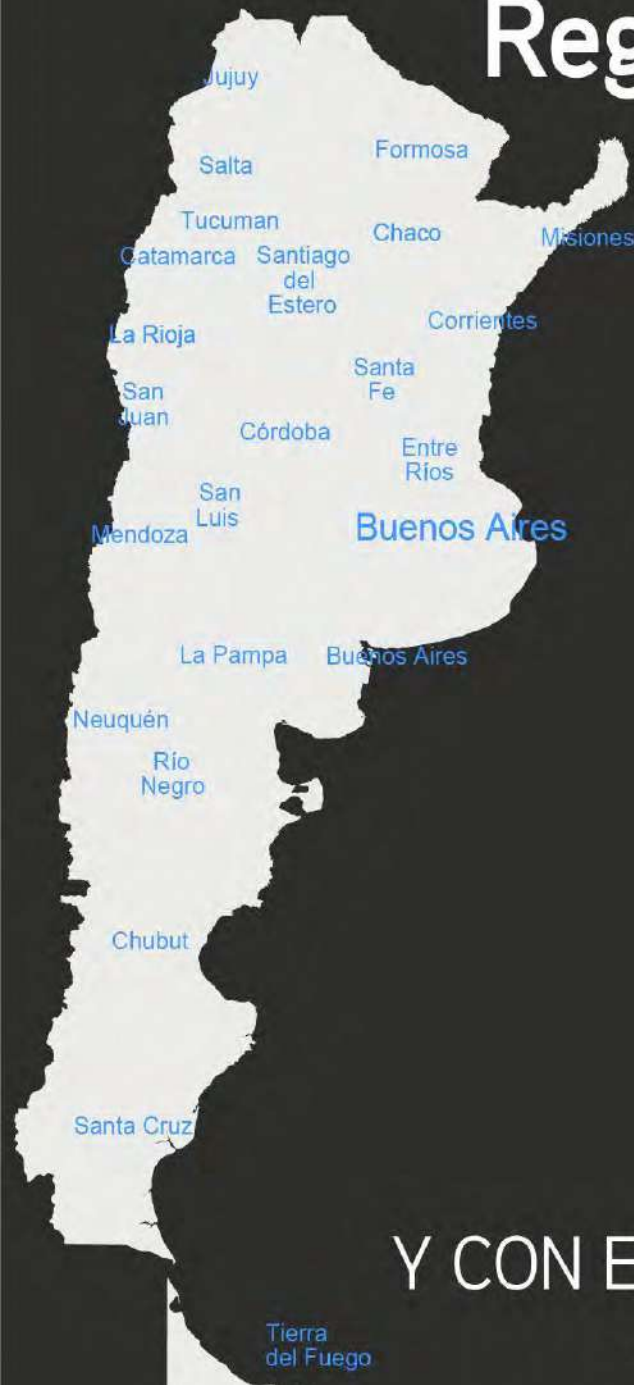 Reg
Jujuy
Formosa
Salta
Tucuman
Chaco
Misiones
Catamarca
Santiago
del
Estero
Corrientes
La Rioja
Santa
Fe
San
Juan
Córdoba
Entre
Ríos
San
Luis
Buenos Aires
Mendoza
La Pampa
Buenos Aires
Neuquén
Río
Negro
Chubut
Santa Cruz
Y CON E
Tierra
del Fuego